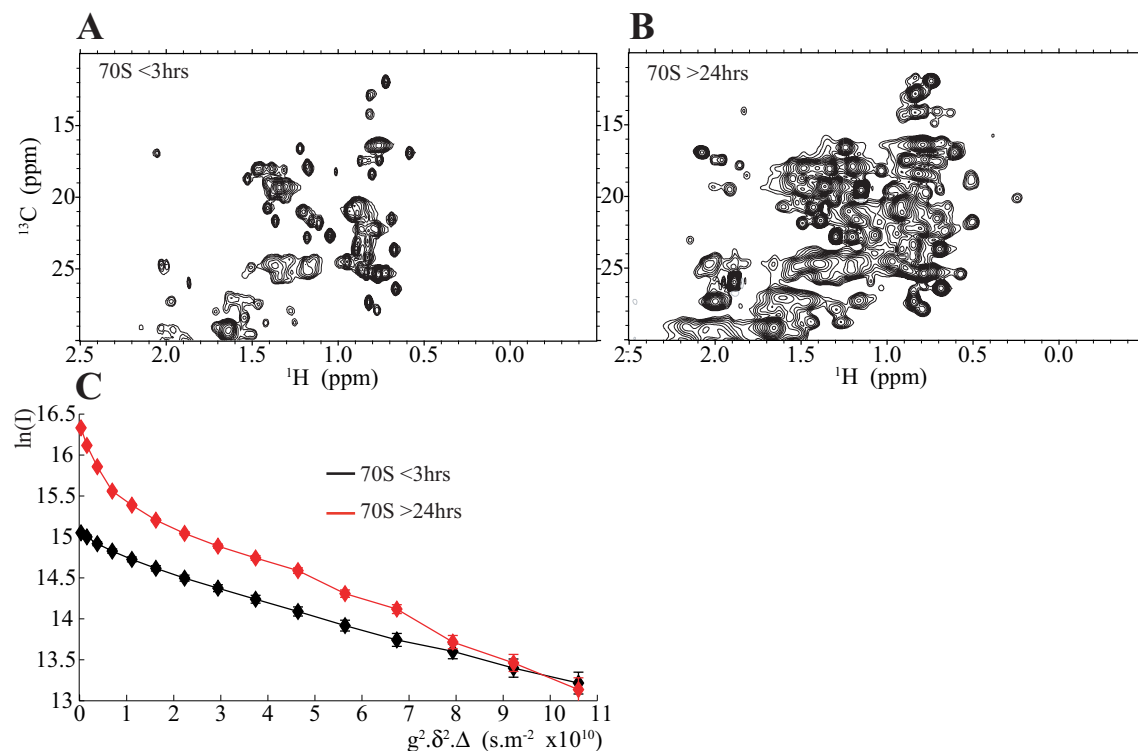 A
B
70S <3hrs
70S >24hrs
15
20
25
¹³C (ppm)
2.5 2.0 1.5 1.0 0.5 0.0
¹H (ppm)
15
20
25
2.5 2.0 1.5 1.0 0.5 0.0
¹H (ppm)
C
ln(I)
16.5
16
15.5
15
14.5
14
13.5
13
70S <3hrs
70S >24hrs
0 1 2 3 4 5 6 7 8 9 10 11
g².δ².Δ (s.m⁻² x10¹⁰)